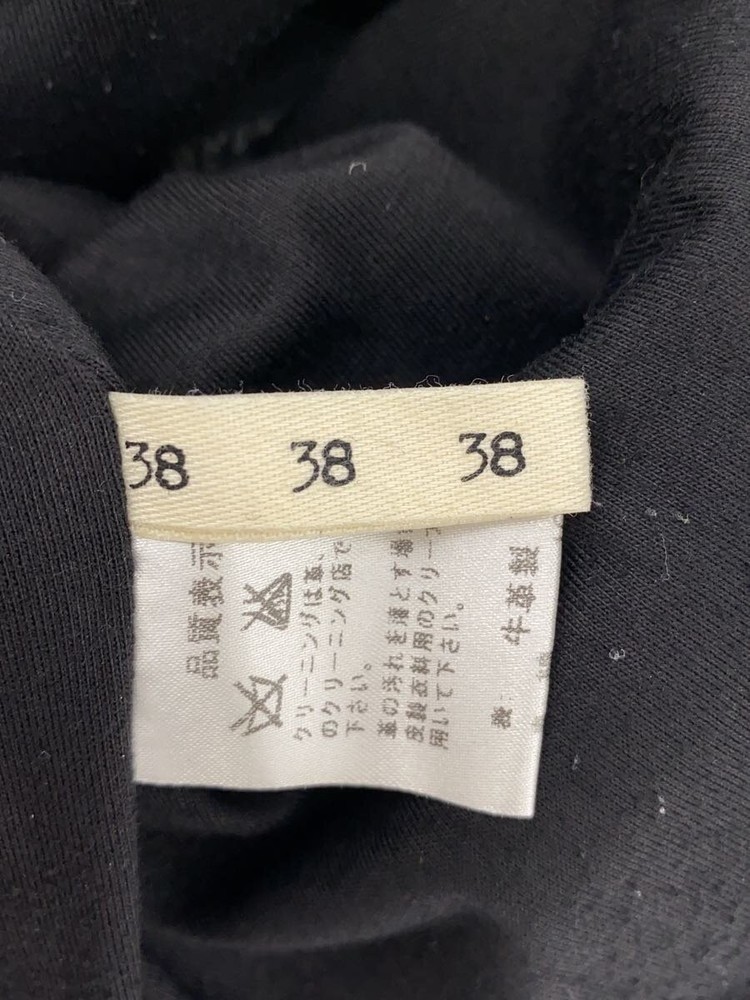 38 38 38
品質表示
クリーニングは革、
のクリーニング店で
下さい。
革の汚れを落とす様
皮製衣料用のクリー
用いて下さい。
牛革製